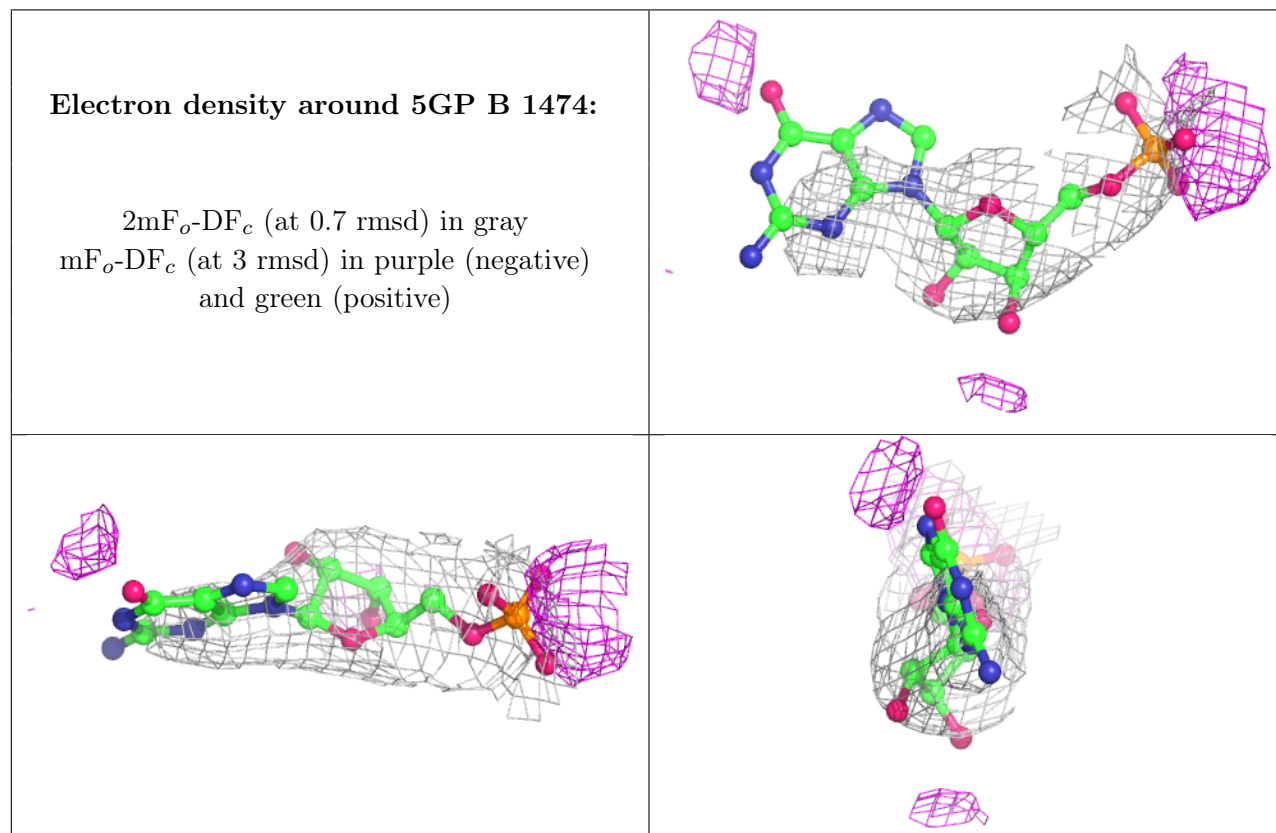 Electron density around 5GP B 1474:
2mFo-DFc (at 0.7 rmsd) in gray
mFo-DFc (at 3 rmsd) in purple (negative)
and green (positive)